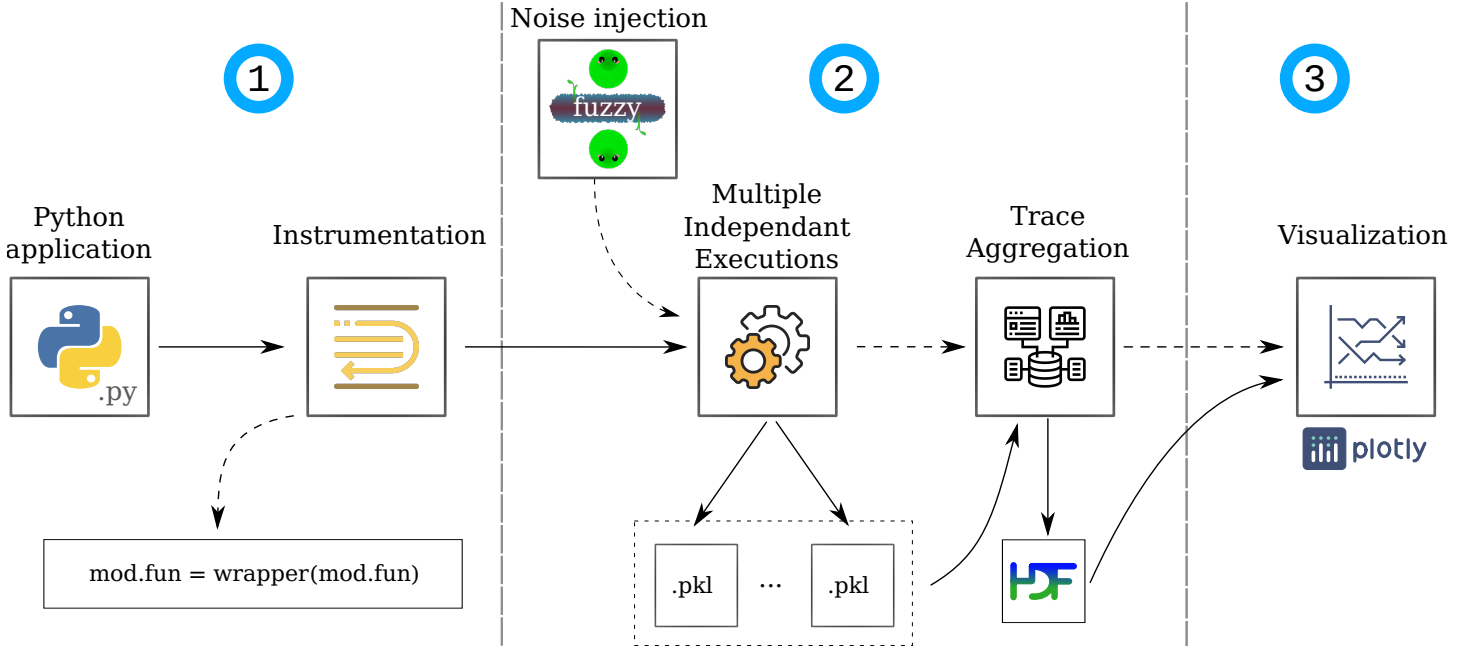 1
Noise injection
fuzzy
2
3
Python
application
.py
Instrumentation
mod.fun = wrapper(mod.fun)
Multiple
Independant
Executions
.pkl
...
.pkl
Trace
Aggregation
HDF
Visualization
plotly